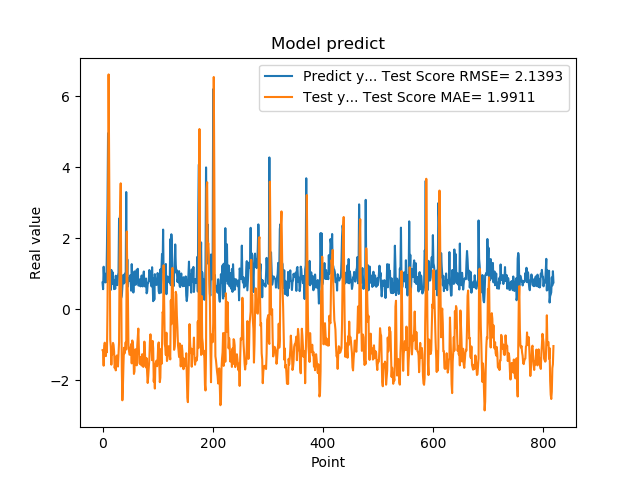 Model predict
Predict y... Test Score RMSE= 2.1393
Test y... Test Score MAE= 1.9911
Real value
6
4
2
0
−2
0 200 400 600 800
Point